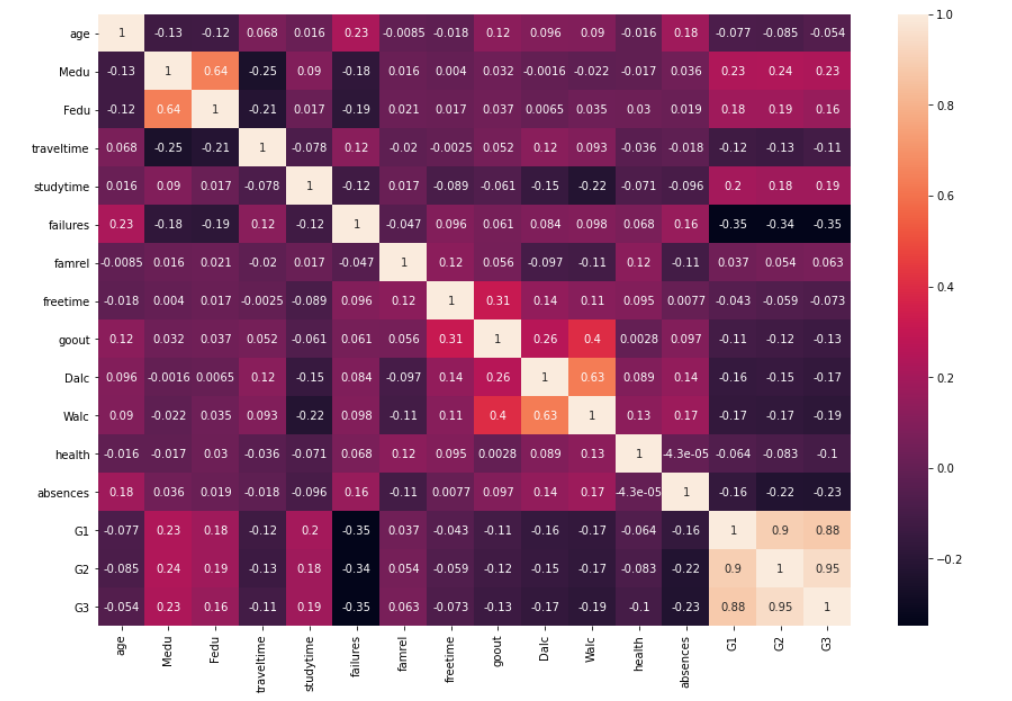 1.0
age 1 -0.13 -0.12 0.068 0.016 0.23 -0.0085 -0.018 0.12 0.096 0.09 -0.016 0.18 -0.077 -0.085 -0.054
Medu -0.13 1 0.64 -0.25 0.09 -0.18 0.016 0.004 0.032 -0.0016 -0.022 -0.017 0.036 0.23 0.24 0.23
0.8
Fedu -0.12 0.64 1 -0.21 0.017 -0.19 0.021 0.017 0.037 0.0065 0.035 0.03 0.019 0.18 0.19 0.16
traveltime 0.068 -0.25 -0.21 1 -0.078 0.12 -0.02 -0.0025 0.052 0.12 0.093 -0.036 -0.018 -0.12 -0.13 -0.11
studytime 0.016 0.09 0.017 -0.078 1 -0.12 0.017 -0.089 -0.061 -0.15 -0.22 -0.071 -0.096 0.2 0.18 0.19
0.6
failures 0.23 -0.18 -0.19 0.12 -0.12 1 -0.047 0.096 0.061 0.084 0.098 0.068 0.16 -0.35 -0.34 -0.35
famrel -0.0085 0.016 0.021 -0.02 0.017 -0.047 1 0.12 0.056 -0.097 -0.11 0.12 -0.11 0.037 0.054 0.063
0.4
freetime -0.018 0.004 0.017 -0.0025 -0.089 0.096 0.12 1 0.31 0.14 0.11 0.095 0.0077 -0.043 -0.059 -0.073
goout 0.12 0.032 0.037 0.052 -0.061 0.061 0.056 0.31 1 0.26 0.4 0.0028 0.097 -0.11 -0.12 -0.13
Dalc 0.096 -0.0016 0.0065 0.12 -0.15 0.084 -0.097 0.14 0.26 1 0.63 0.089 0.14 -0.16 -0.15 -0.17
0.2
Walc 0.09 -0.022 0.035 0.093 -0.22 0.098 -0.11 0.11 0.4 0.63 1 0.13 0.17 -0.17 -0.17 -0.19
health -0.016 -0.017 0.03 -0.036 -0.071 0.068 0.12 0.095 0.0028 0.089 0.13 1 -4.3e-05 -0.064 -0.083 -0.1
0.0
absences 0.18 0.036 0.019 -0.018 -0.096 0.16 -0.11 0.0077 0.097 0.14 0.17 -4.3e-05 1 -0.16 -0.22 -0.23
G1 -0.077 0.23 0.18 -0.12 0.2 -0.35 0.037 -0.043 -0.11 -0.16 -0.17 -0.064 -0.16 1 0.9 0.88
−0.2
G2 -0.085 0.24 0.19 -0.13 0.18 -0.34 0.054 -0.059 -0.12 -0.15 -0.17 -0.083 -0.22 0.9 1 0.95
G3 -0.054 0.23 0.16 -0.11 0.19 -0.35 0.063 -0.073 -0.13 -0.17 -0.19 -0.1 -0.23 0.88 0.95 1
age Medu Fedu traveltime studytime failures famrel freetime goout Dalc Walc health absences G1 G2 G3